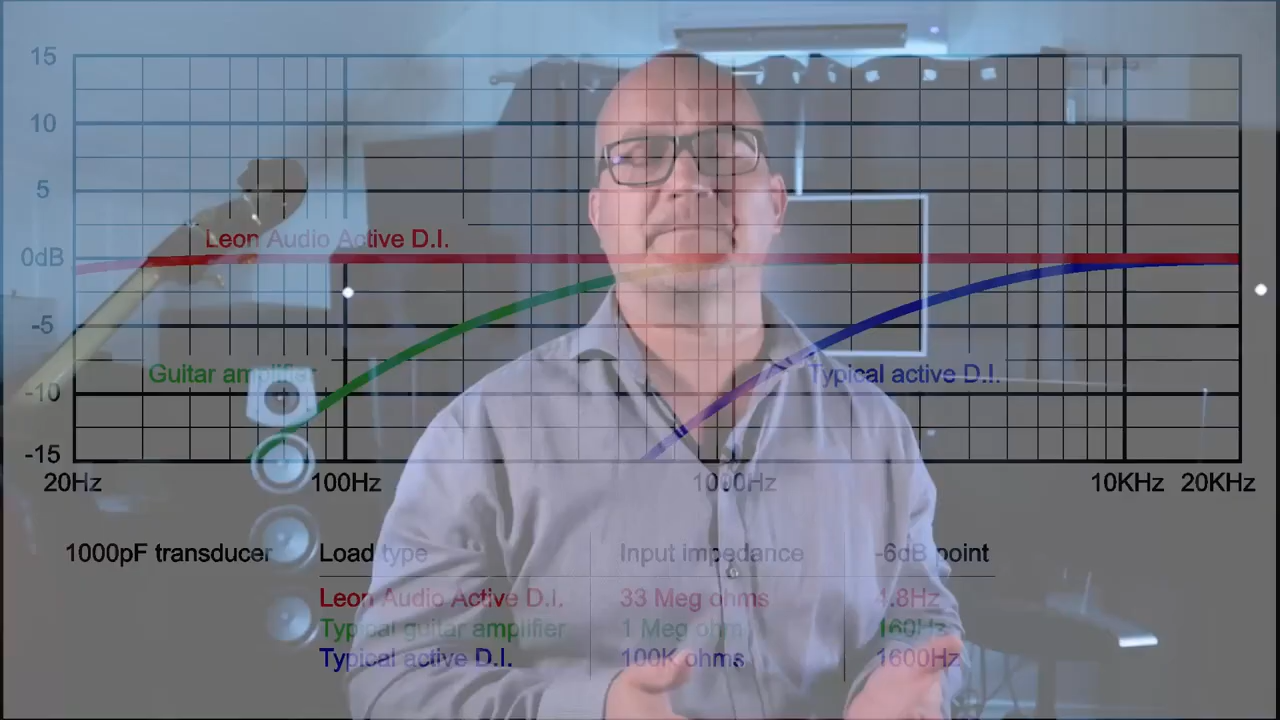 15
10
5
Leon Audio Active D.I.
0dB
-5
Guitar amplifier
Typical active D.I.
-10
-15
20Hz 100Hz 1000Hz 10KHz 20KHz
1000pF transducer Load type Input impedance -6dB point
Leon Audio Active D.I. 33 Meg ohms 4.8Hz
Typical guitar amplifier 1 Meg ohm 160Hz
Typical active D.I. 100K ohms 1600Hz